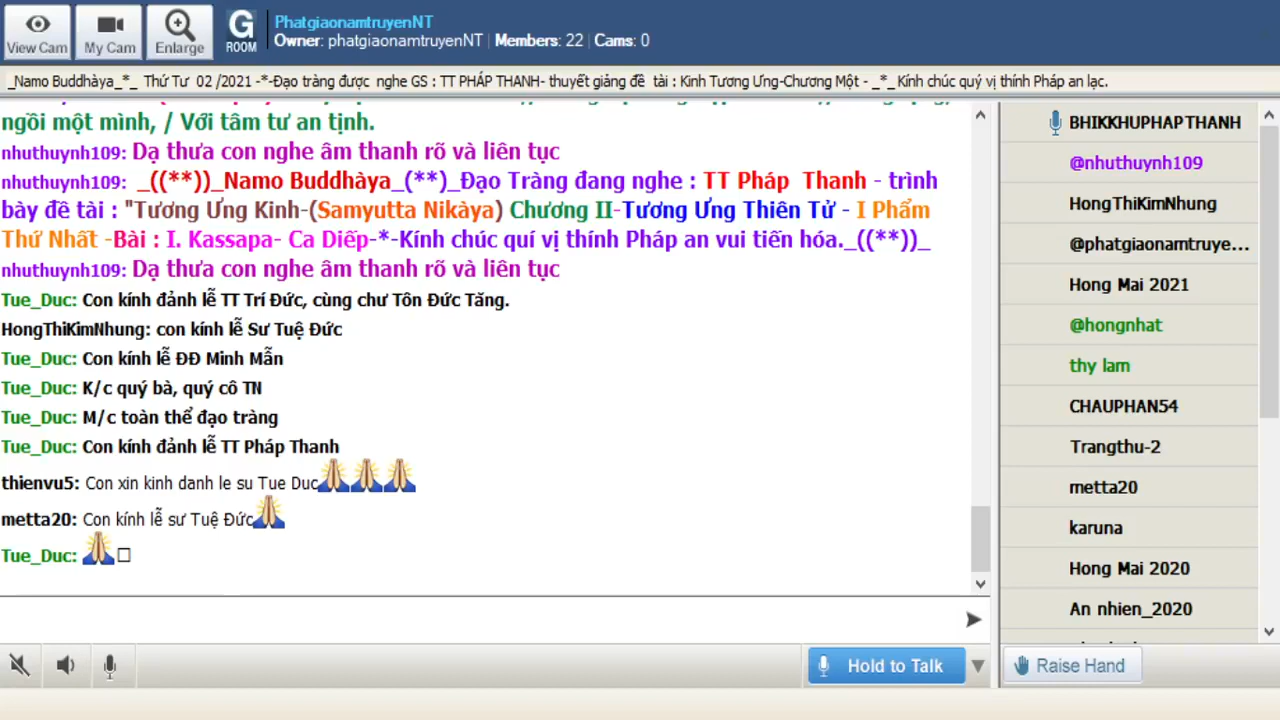 View Cam
My Cam
Enlarge
G
ROOM
PhatgiaonamtruyenNT
Owner: phatgiaonamtruyenNT | Members: 22 | Cams: 0
_Namo Buddhàya_*_ Thứ Tư 02 /2021 -*-Đạo tràng được nghe GS : TT PHÁP THANH- thuyết giảng đề tài : Kinh Tương Ưng-Chương Một - _*_ Kính chúc quý vị thính Pháp an lạc.
ngồi một mình, / Với tâm tư an tịnh.
nhuthuynh109: Dạ thưa con nghe âm thanh rõ và liên tục
nhuthuynh109: _((**))_Namo Buddhàya_(**)_Đạo Tràng đang nghe : TT Pháp Thanh - trình
bày đề tài : "Tương Ưng Kinh-(Samyutta Nikàya) Chương II-Tương Ưng Thiên Tử - I Phẩm
Thứ Nhất -Bài : I. Kassapa- Ca Diếp-*-Kính chúc quí vị thính Pháp an vui tiến hóa._((**))_
nhuthuynh109: Dạ thưa con nghe âm thanh rõ và liên tục
Tue_Duc: Con kính đảnh lễ TT Trí Đức, cùng chư Tôn Đức Tăng.
HongThiKimNhung: con kính lễ Sư Tuệ Đức
Tue_Duc: Con kính lễ ĐĐ Minh Mẫn
Tue_Duc: K/c quý bà, quý cô TN
Tue_Duc: M/c toàn thể đạo tràng
Tue_Duc: Con kính đảnh lễ TT Pháp Thanh
thienvu5: Con xin kinh danh le su Tue Duc
metta20: Con kính lễ sư Tuệ Đức
Tue_Duc:
Hold to Talk
BHIKKHUPHAPTHANH
@nhuthuynh109
HongThiKimNhung
@phatgiaonamtruye...
Hong Mai 2021
@hongnhat
thy lam
CHAUPHAN54
Trangthu-2
metta20
karuna
Hong Mai 2020
An nhien_2020
Raise Hand